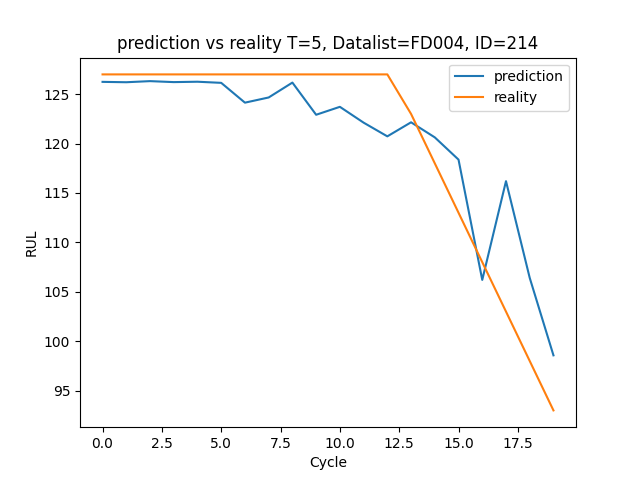 prediction vs reality T=5, Datalist=FD004, ID=214
prediction
reality
125
120
115
110
105
100
95
RUL
0.0 2.5 5.0 7.5 10.0 12.5 15.0 17.5
Cycle